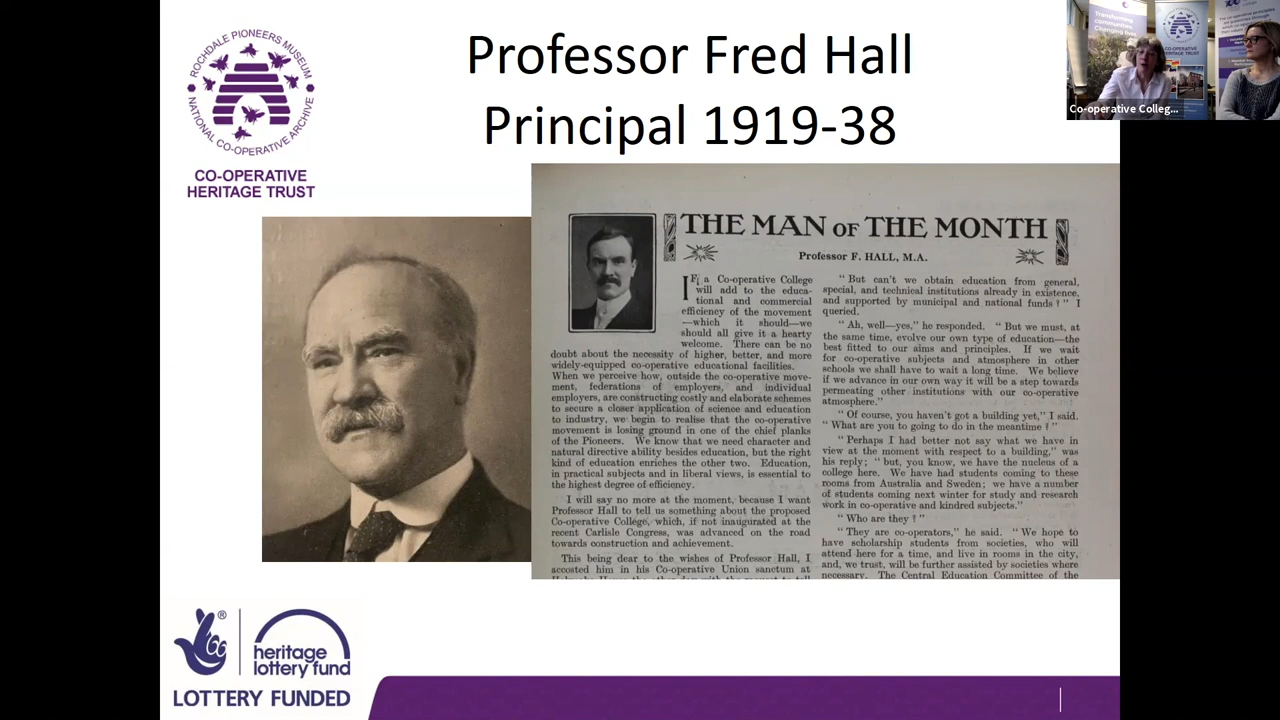 Professor Fred Hall
Principal 1919-38
ROCHDALE PIONEERS MUSEUM
NATIONAL CO-OPERATIVE ARCHIVE
CO-OPERATIVE
HERITAGE TRUST
Transforming
communities.
Changing lives.
CO-OPERATIVE
HERITAGE TRUST
Co-operative Colleg...
THE MAN OF THE MONTH
Professor F. HALL, M.A.
IF a Co-operative College
will add to the educa-
tional and commercial
efficiency of the movement
—which it should—we
should all give it a hearty
welcome. There can be no
doubt about the necessity of higher, better, and more
widely-equipped co-operative educational facilities.
When we perceive how, outside the co-operative move-
ment, federations of employers, and individual
employers, are constructing costly and elaborate schemes
to secure a closer application of science and education
to industry, we begin to realise that the co-operative
movement is losing ground in one of the chief planks
of the Pioneers. We know that we need character and
natural directive ability besides education, but the right
kind of education enriches the other two. Education,
in practical subjects and in liberal views, is essential to
the highest degree of efficiency.
I will say no more at the moment, because I want
Professor Hall to tell us something about the proposed
Co-operative College, which, if not inaugurated at the
recent Carlisle Congress, was advanced on the road
towards construction and achievement.
This being dear to the wishes of Professor Hall, I
accosted him in his Co-operative Union sanctum at
" But can't we obtain education from general,
special, and technical institutions already in existence,
and supported by municipal and national funds ? " I
queried.
" Ah, well—yes," he responded. " But we must, at
the same time, evolve our own type of education—the
best fitted to our aims and principles. If we wait
for co-operative subjects and atmosphere in other
schools we shall have to wait a long time. We believe
if we advance in our own way it will be a step towards
permeating other institutions with our co-operative
atmosphere."
" Of course, you haven't got a building yet," I said.
" What are you to going to do in the meantime ? "
" Perhaps I had better not say what we have in
view at the moment with respect to a building," was
his reply; " but, you know, we have the nucleus of a
college here. We have had students coming to these
rooms from Australia and Sweden; we have a number
of students coming next winter for study and research
work in co-operative and kindred subjects."
" Who are they ? "
" They are co-operators," he said. " We hope to
have scholarship students from societies, who will
attend here for a time, and live in rooms in the city,
and, we trust, will be further assisted by societies where
necessary. The Central Education Committee of the
heritage
lottery fund
LOTTERY FUNDED